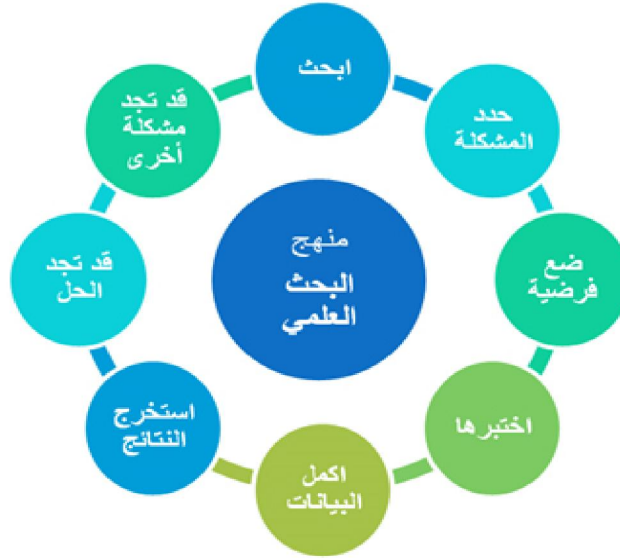 منهج
البحث
العلمي
ابحث
حدد
المشكلة
ضع
فرضية
اختبرها
اكمل
البيانات
استخرج
النتائج
قد تجد
الحل
قد تجد
مشكلة
أخرى